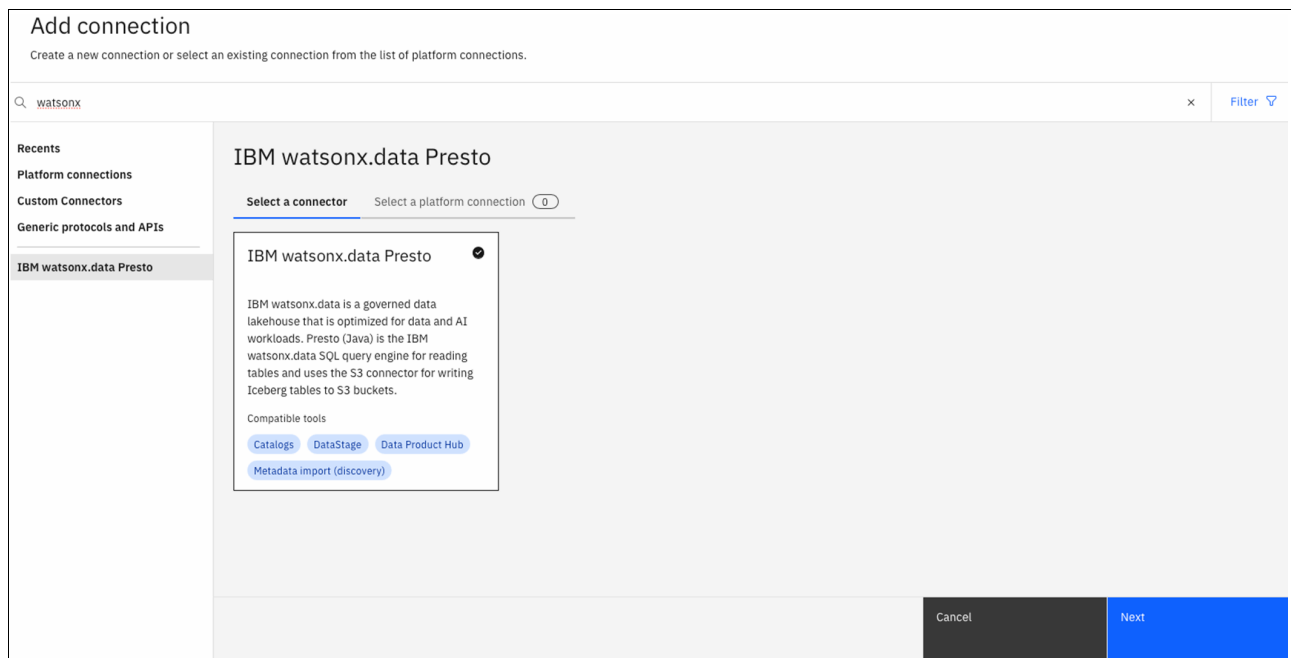 Add connection
Create a new connection or select an existing connection from the list of platform connections.
watsonx
Filter
Recents
Platform connections
Custom Connectors
Generic protocols and APIs
IBM watsonx.data Presto
IBM watsonx.data Presto
Select a connector
Select a platform connection 0
IBM watsonx.data Presto
IBM watsonx.data is a governed data
lakehouse that is optimized for data and AI
workloads. Presto (Java) is the IBM
watsonx.data SQL query engine for reading
tables and uses the S3 connector for writing
Iceberg tables to S3 buckets.
Compatible tools
Catalogs
DataStage
Data Product Hub
Metadata import (discovery)
Cancel
Next